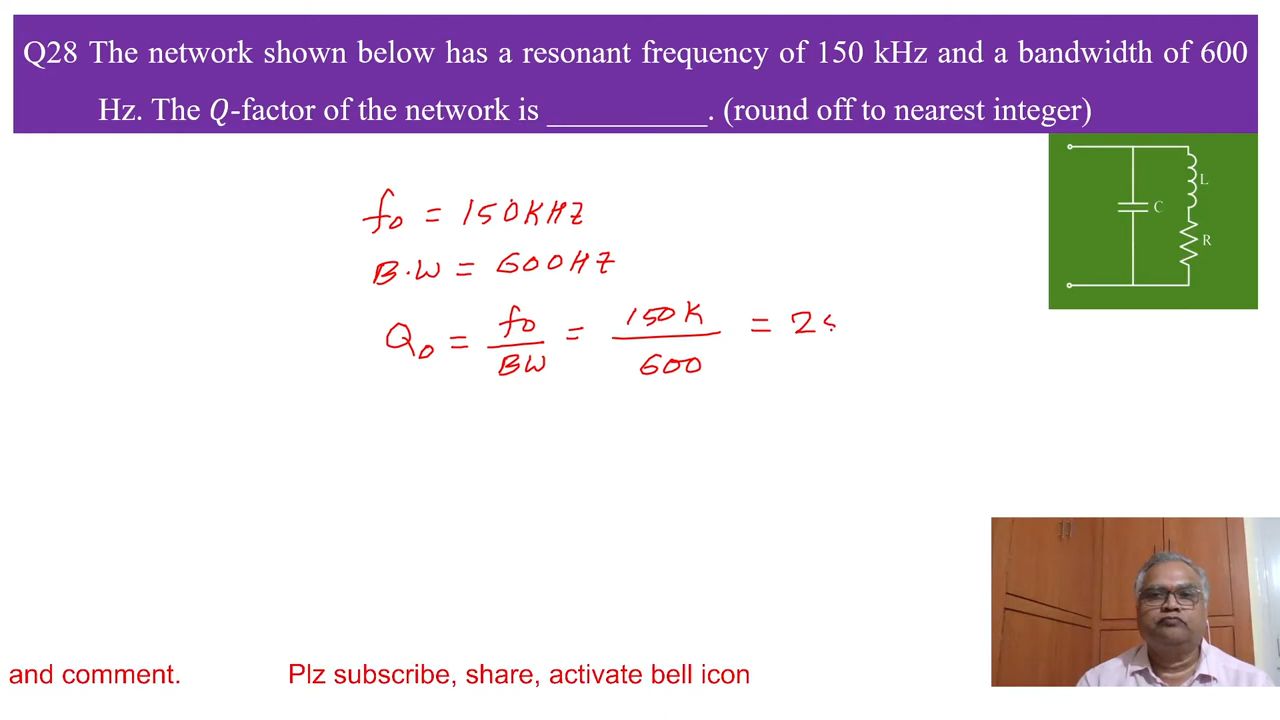 Q28 The network shown below has a resonant frequency of 150 kHz and a bandwidth of 600
Hz. The Q-factor of the network is __________. (round off to nearest integer)
C
L
R
f0 = 150KHZ
B.W = 600HZ
Q0 = f0/BW = 150K/600 = 2
and comment. Plz subscribe, share, activate bell icon